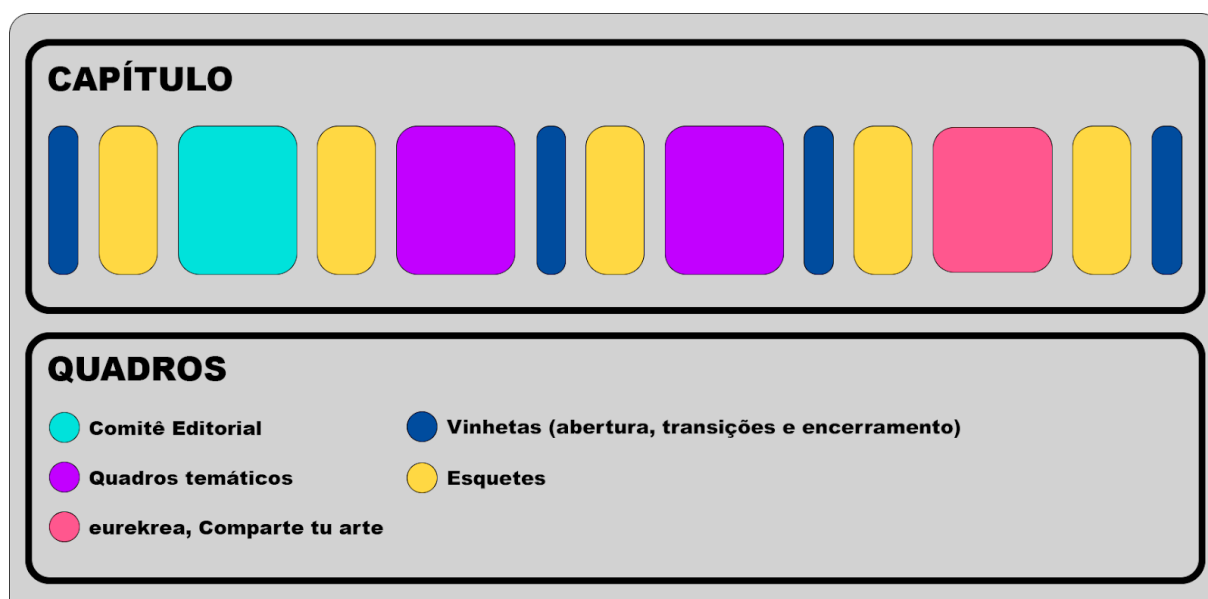 CAPÍTULO
QUADROS
Comitê Editorial
Vinhetas (abertura, transições e encerramento)
Quadros temáticos
Esquetes
eurekrea, Comparte tu arte